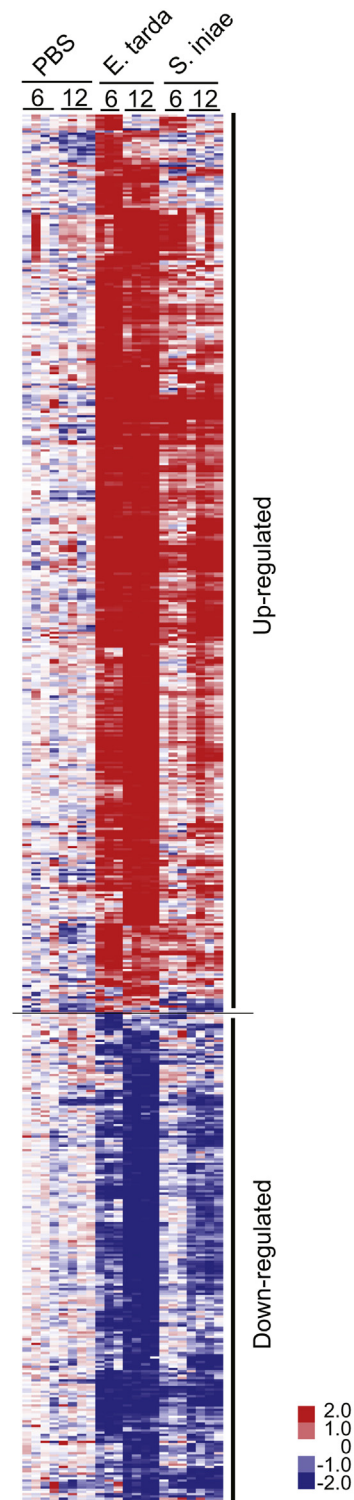 PBS E. tarda S. iniae
6 12 6 12 6 12
Up-regulated
Down-regulated
2.0
1.0
0
-1.0
-2.0